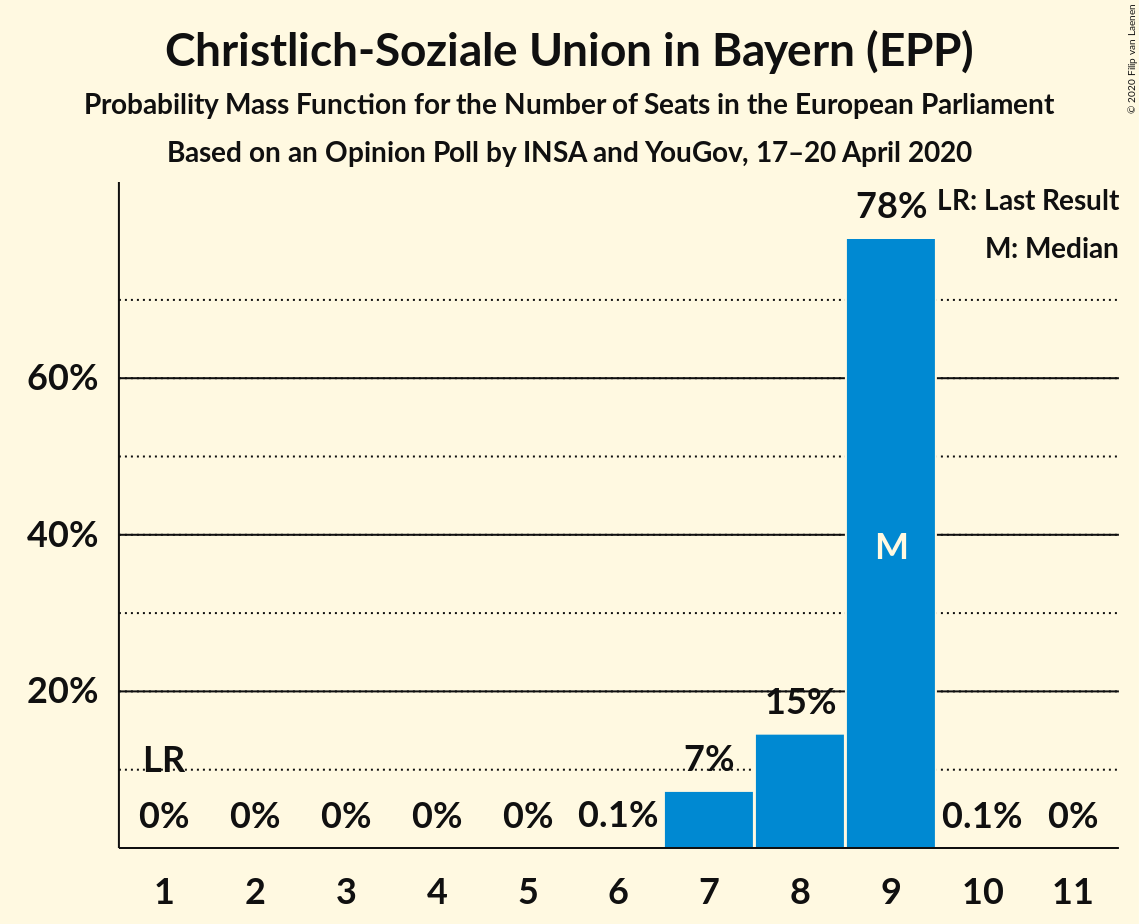 Christlich-Soziale Union in Bayern (EPP)
Probability Mass Function for the Number of Seats in the European Parliament
Based on an Opinion Poll by INSA and YouGov, 17–20 April 2020
© 2020 Filip van Laenen
LR: Last Result
M: Median
78%
60%
40%
M
20%
15%
LR
7%
0% 0% 0% 0% 0% 0.1% 0.1% 0%
1 2 3 4 5 6 7 8 9 10 11